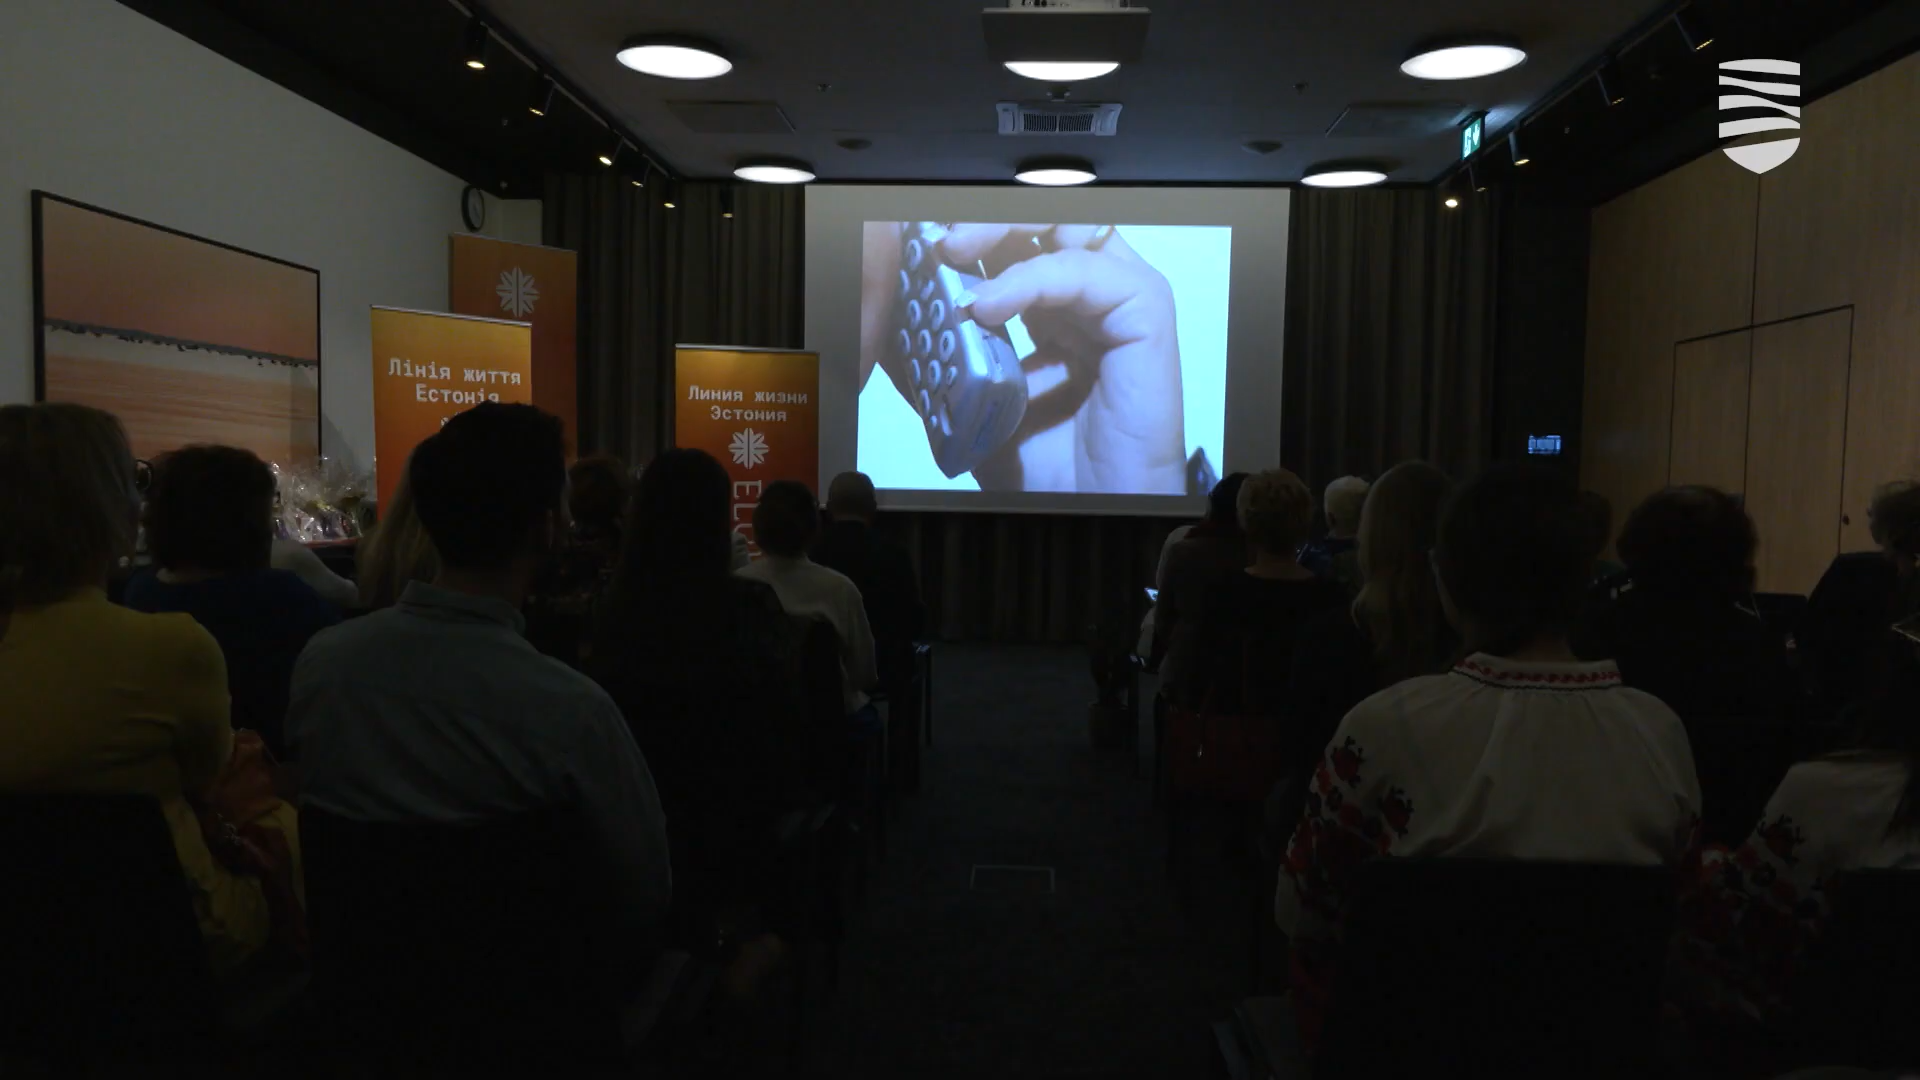 Лінія життя
Естонія
Линия жизни
Эстония